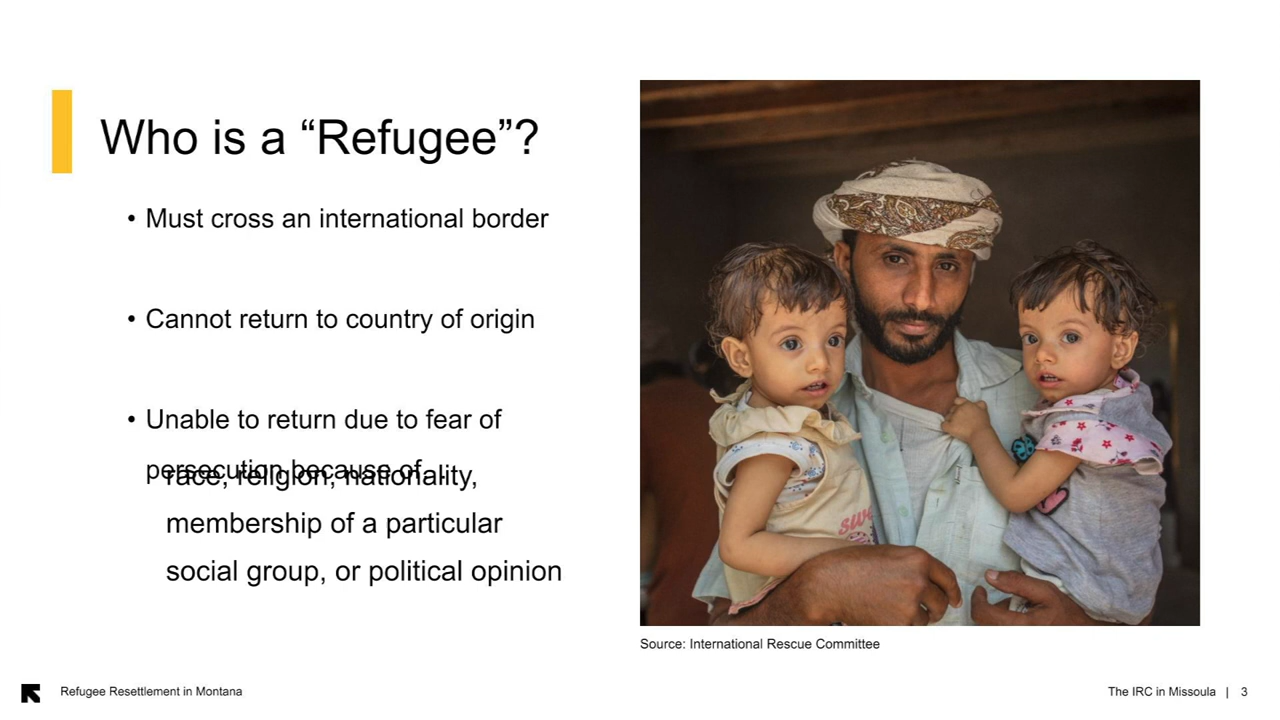 Who is a “Refugee”?
• Must cross an international border
• Cannot return to country of origin
• Unable to return due to fear of
persecution because of…
race, religion, nationality,
membership of a particular
social group, or political opinion
Source: International Rescue Committee
Refugee Resettlement in Montana
The IRC in Missoula | 3